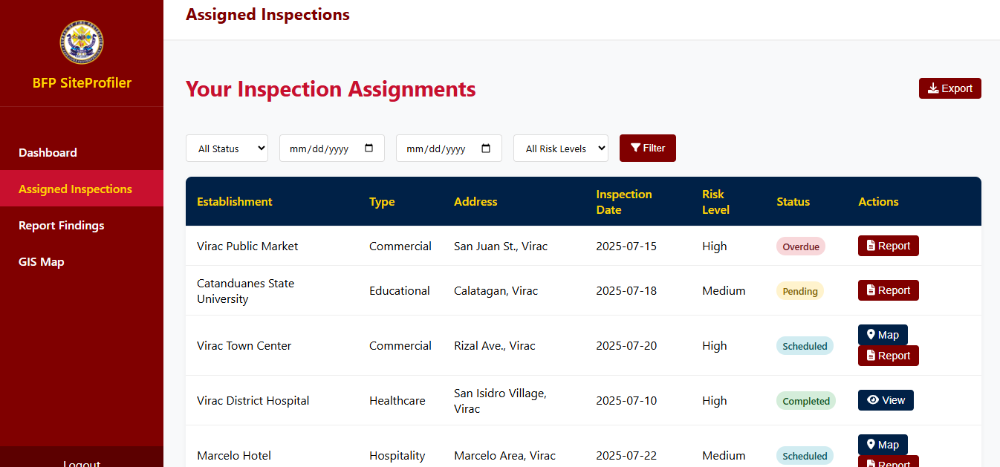 Assigned Inspections
BFP SiteProfiler
Dashboard
Assigned Inspections
Report Findings
GIS Map
Logout
Your Inspection Assignments
Export
All Status
mm/dd/yyyy
mm/dd/yyyy
All Risk Levels
Filter
Establishment Type Address Inspection Date Risk Level Status Actions
Virac Public Market Commercial San Juan St., Virac 2025-07-15 High Overdue Report
Catanduanes State University Educational Calatagan, Virac 2025-07-18 Medium Pending Report
Virac Town Center Commercial Rizal Ave., Virac 2025-07-20 High Scheduled Map Report
Virac District Hospital Healthcare San Isidro Village, Virac 2025-07-10 High Completed View
Marcelo Hotel Hospitality Marcelo Area, Virac 2025-07-22 Medium Scheduled Map Report